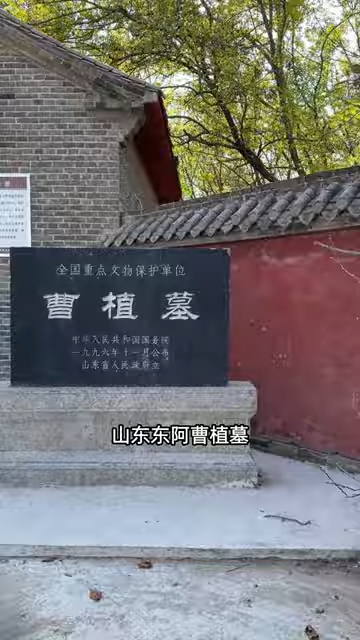 全国重点文物保护单位
曹植墓
中华人民共和国国务院
一九九六年十一月公布
山东省人民政府立
山东东阿曹植墓